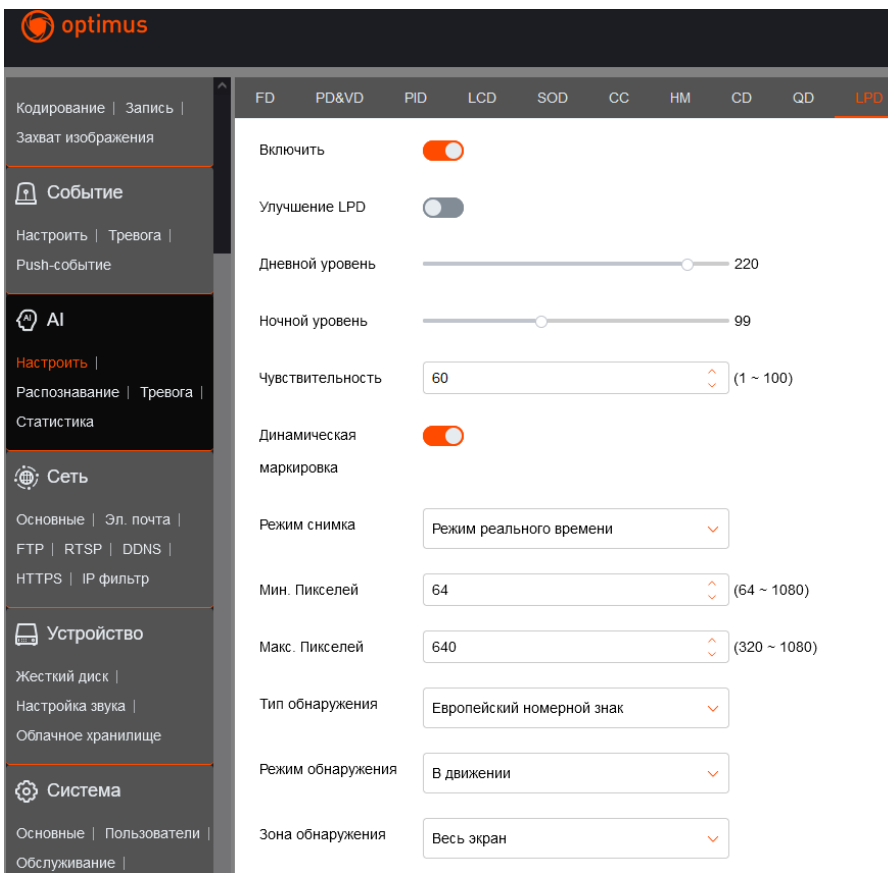 optimus
Кодирование | Запись |
Захват изображения
Событие
Настроить | Тревога |
Push-событие
AI
AI
Настроить |
Распознавание | Тревога |
Статистика
Сеть
Основные | Эл. почта |
FTP | RTSP | DDNS |
HTTPS | IP фильтр
Устройство
Жесткий диск |
Настройка звука |
Облачное хранилище
Система
Основные | Пользователи |
Обслуживание |
FD PD&VD PID LCD SOD CC HM CD QD LPD
Включить
Улучшение LPD
Дневной уровень 220
Ночной уровень 99
Чувствительность 60 (1 ~ 100)
Динамическая
маркировка
Режим снимка Режим реального времени
Мин. Пикселей 64 (64 ~ 1080)
Макс. Пикселей 640 (320 ~ 1080)
Тип обнаружения Европейский номерной знак
Режим обнаружения В движении
Зона обнаружения Весь экран